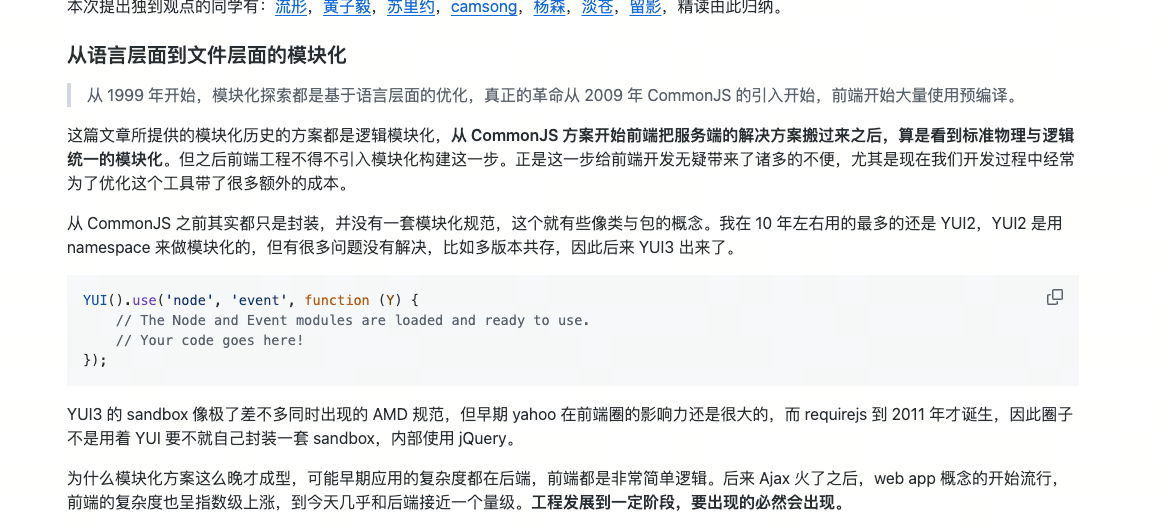 本次提出独到观点的同学有：流形，黄子毅，苏里约，camsong，杨森，淡苍，留影，精读由此归纳。
从语言层面到文件层面的模块化
从 1999 年开始，模块化探索都是基于语言层面的优化，真正的革命从 2009 年 CommonJS 的引入开始，前端开始大量使用预编译。
这篇文章所提供的模块化历史的方案都是逻辑模块化，从 CommonJS 方案开始前端把服务端的解决方案搬过来之后，算是看到标准物理与逻辑
统一的模块化。但之后前端工程不得不引入模块化构建这一步。正是这一步给前端开发无疑带来了诸多的不便，尤其是现在我们开发过程中经常
为了优化这个工具带了很多额外的成本。
从 CommonJS 之前其实都只是封装，并没有一套模块化规范，这个就有些像类与包的概念。我在 10 年左右用的最多的还是 YUI2，YUI2 是用
namespace 来做模块化的，但有很多问题没有解决，比如多版本共存，因此后来 YUI3 出来了。
YUI().use('node', 'event', function (Y) {
    // The Node and Event modules are loaded and ready to use.
    // Your code goes here!
});
YUI3 的 sandbox 像极了差不多同时出现的 AMD 规范，但早期 yahoo 在前端圈的影响力还是很大的，而 requirejs 到 2011 年才诞生，因此圈子
不是用着 YUI 要不就自己封装一套 sandbox，内部使用 jQuery。
为什么模块化方案这么晚才成型，可能早期应用的复杂度都在后端，前端都是非常简单逻辑。后来 Ajax 火了之后，web app 概念的开始流行，
前端的复杂度也呈指数级上涨，到今天几乎和后端接近一个量级。工程发展到一定阶段，要出现的必然会出现。